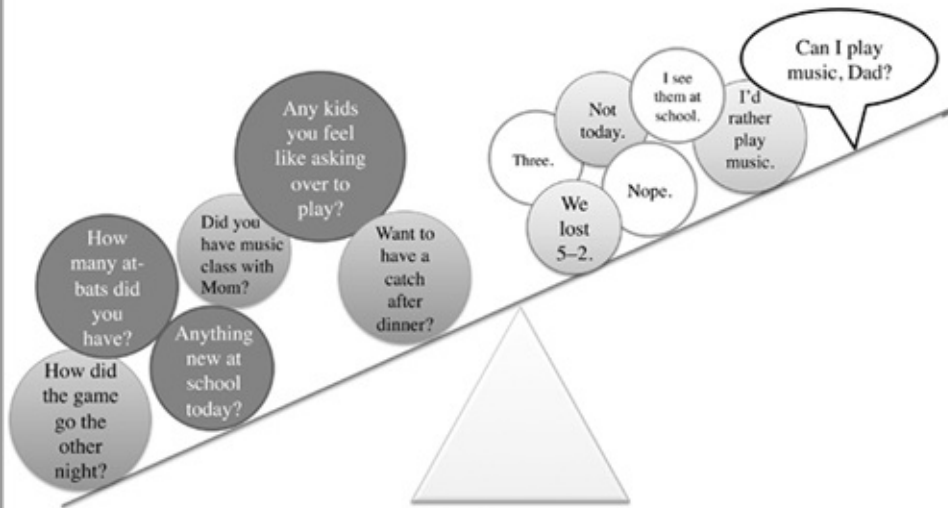 Any kids
you feel
like asking
over to
play?
How
many at-
bats did
you
have?
Did you
have music
class with
Mom?
Want to
have a
catch
after
dinner?
Anything
new at
school
today?
How did
the game
go the
other
night?
Three.
Not
today.
I see
them at
school.
I'd
rather
play
music.
We
lost
5–2.
Nope.
Can I play
music, Dad?